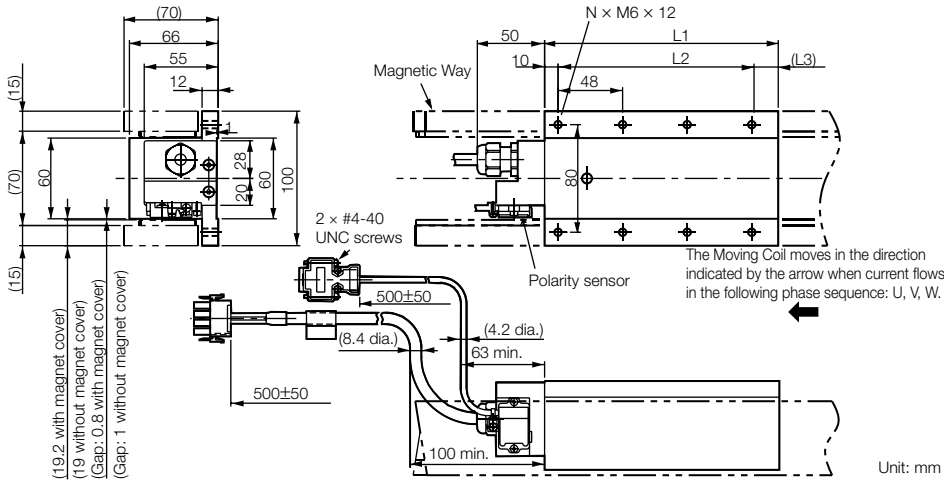 (70)
66
55
12
N × M6 × 12
50
L1
10
L2
(L3)
48
Magnetic Way
(15)
1
(70)
60
28
20
60
100
80
(15)
2 × #4-40
UNC screws
Polarity sensor
The Moving Coil moves in the direction
indicated by the arrow when current flows
in the following phase sequence: U, V, W.
500±50
(4.2 dia.)
(8.4 dia.)
63 min.
500±50
(19.2 with magnet cover)
(19 without magnet cover)
(Gap: 0.8 with magnet cover)
(Gap: 1 without magnet cover)
100 min.
Unit: mm